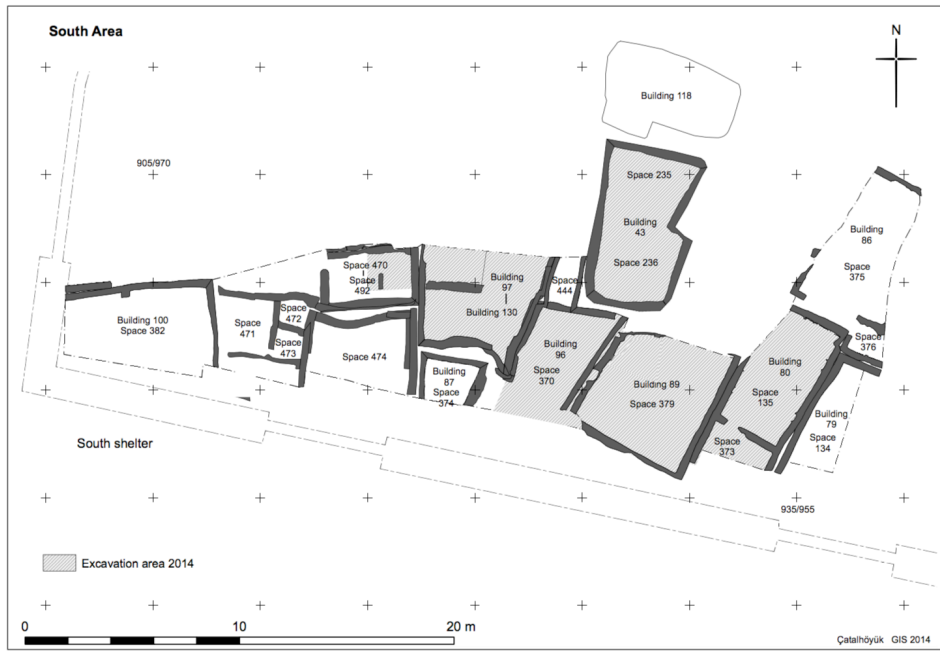 South Area
N
Building 118
905/970
Space 235
Building
43
Space 236
Building
86
Space
375
Space 470
Space
492
Building
97
Building 130
Space
444
Building 100
Space 382
Space
471
Space
472
Space
473
Space 474
Building
96
Space
370
Space
376
Building
87
Space
374
Building 89
Space 379
Building
80
Space
135
Building
79
Space
134
Space
373
South shelter
935/955
Excavation area 2014
0
10
20 m
Çatalhöyük GIS 2014